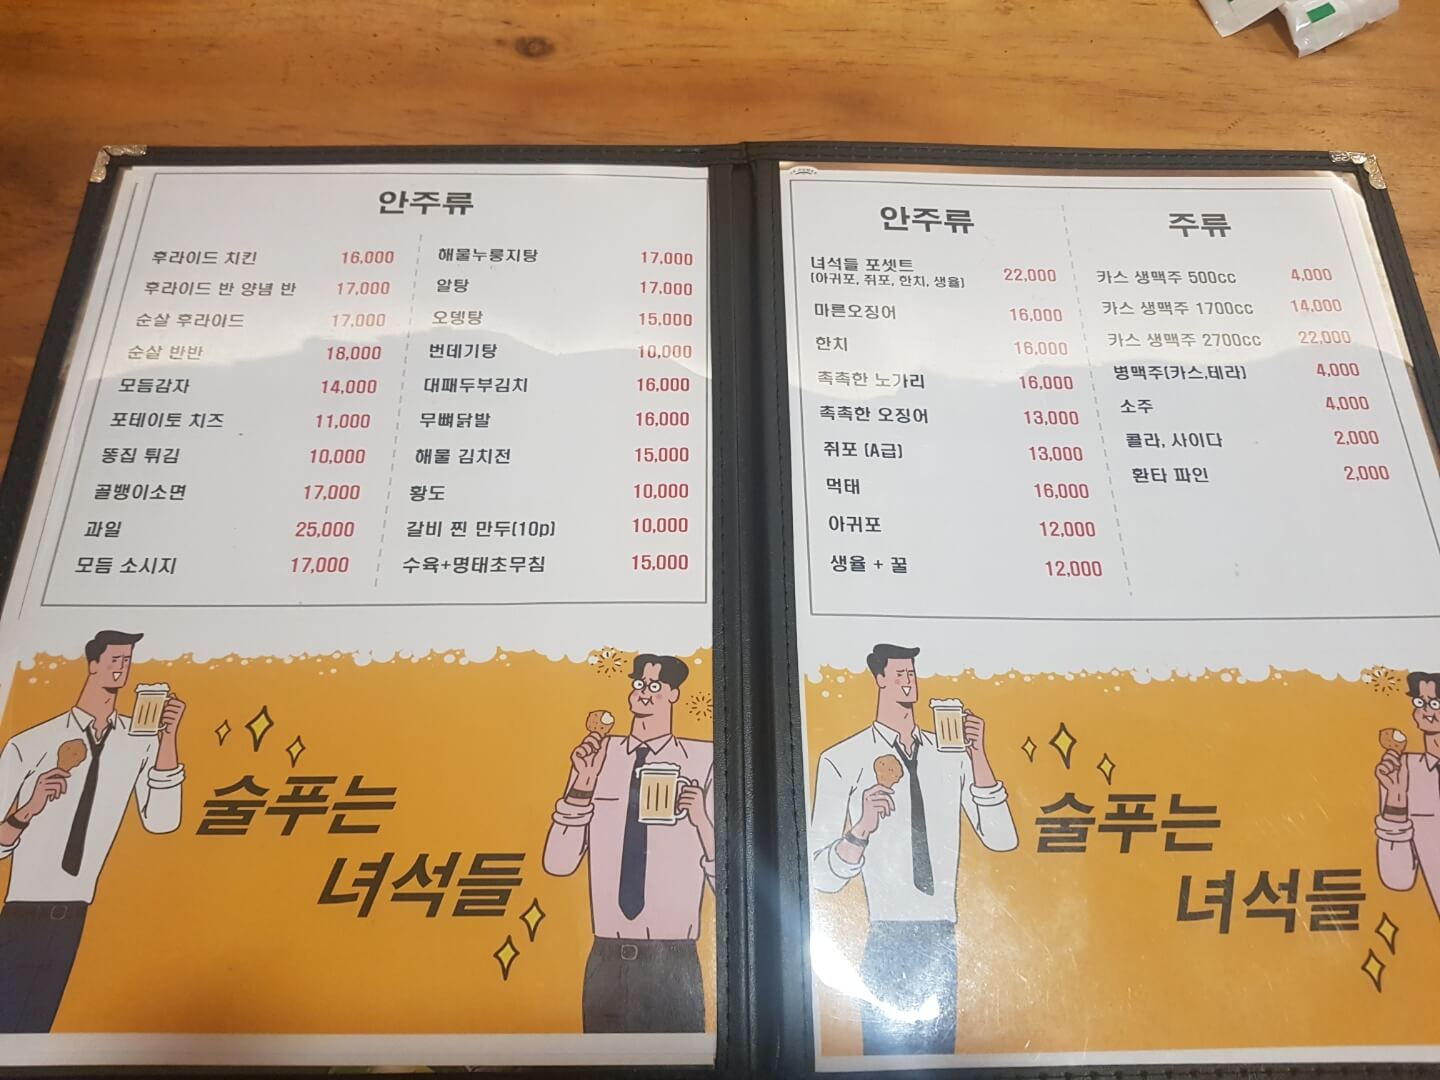 안주류
후라이드 치킨 16,000
후라이드 반 양념 반 17,000
순살 후라이드 17,000
순살 반반 18,000
모듬감자 14,000
포테이토 치즈 11,000
똥집 튀김 10,000
골뱅이소면 17,000
과일 25,000
모듬 소시지 17,000
해물누룽지탕 17,000
알탕 17,000
오뎅탕 15,000
번데기탕 10,000
대패두부김치 16,000
무뼈닭발 16,000
해물 김치전 15,000
황도 10,000
갈비 찐 만두(10p) 10,000
수육+명태초무침 15,000
술푸는
녀석들
안주류
녀석들 포셋트 22,000
(아귀포, 쥐포, 한치, 생율)
마른오징어 16,000
한치 16,000
촉촉한 노가리 16,000
촉촉한 오징어 13,000
쥐포 (A급) 13,000
먹태 16,000
아귀포 12,000
생율 + 꿀 12,000
주류
카스 생맥주 500cc 4,000
카스 생맥주 1700cc 14,000
카스 생맥주 2700cc 22,000
병맥주(카스,테라) 4,000
소주 4,000
콜라, 사이다 2,000
환타 파인 2,000
술푸는
녀석들